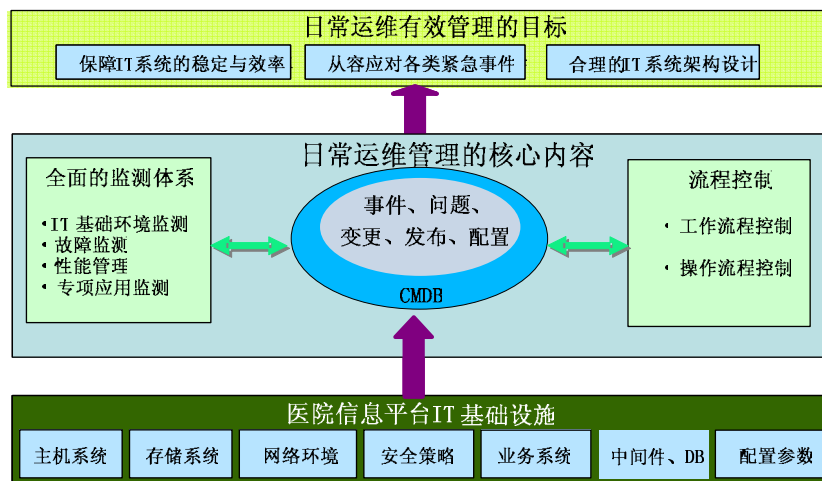 日常运维有效管理的目标
保障IT系统的稳定与效率
从容应对各类紧急事件
合理的IT系统架构设计
日常运维管理的核心内容
全面的监测体系
•IT 基础环境监测
• 故障监测
• 性能管理
• 专项应用监测
事件、问题、
变更、发布、配置
CMDB
流程控制
• 工作流程控制
• 操作流程控制
医院信息平台IT 基础设施
主机系统
存储系统
网络环境
安全策略
业务系统
中间件、DB
配置参数